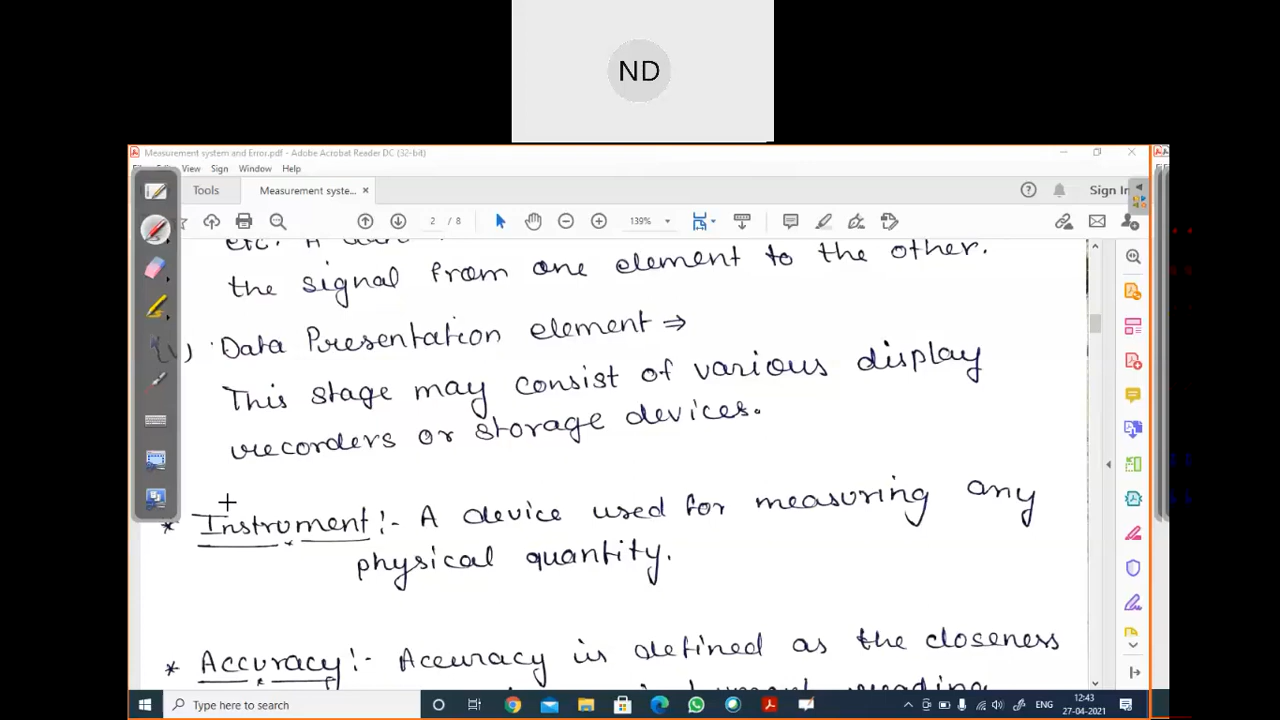 ND
Measurement system and Error.pdf - Adobe Acrobat Reader DC (32-bit)
View Sign Window Help
Tools Measurement syste... × Sign In
2 / 8 139%
etc. A
the signal from one element to the other.
(v) Data Presentation element ⇒
This stage may consist of various display
recorders or storage devices.
* Instrument:- A device used for measuring any
physical quantity.
* Accuracy:- Accuracy is defined as the closeness
instrument reading
Type here to search
ENG
12:43
27-04-2021